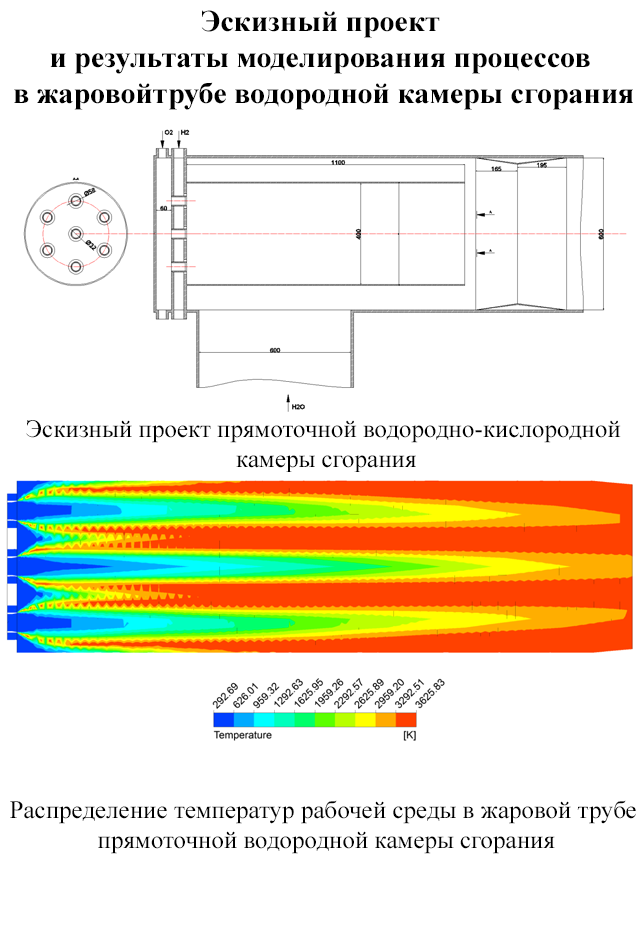 Эскизный проект
и результаты моделирования процессов
в жаровойтрубе водородной камеры сгорания
O2 H2
1100
165
195
Ø58
60
Ø32
400
600
A
A
600
H2O
Эскизный проект прямоточной водородно-кислородной
камеры сгорания
292.69 626.01 959.32 1292.63 1625.95 1959.26 2292.57 2625.89 2959.20 3292.51 3625.83
Temperature [K]
Распределение температур рабочей среды в жаровой трубе
прямоточной водородной камеры сгорания